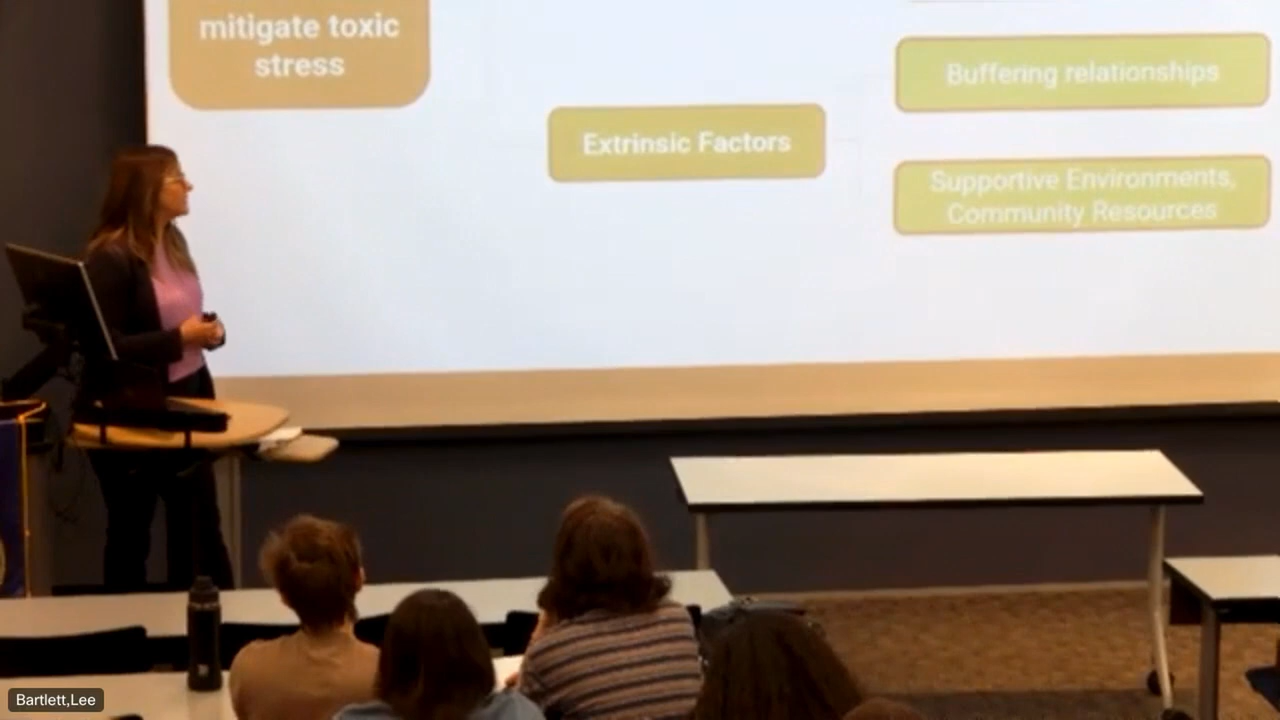 mitigate toxic
stress
Extrinsic Factors
Buffering relationships
Supportive Environments,
Community Resources
Bartlett,Lee